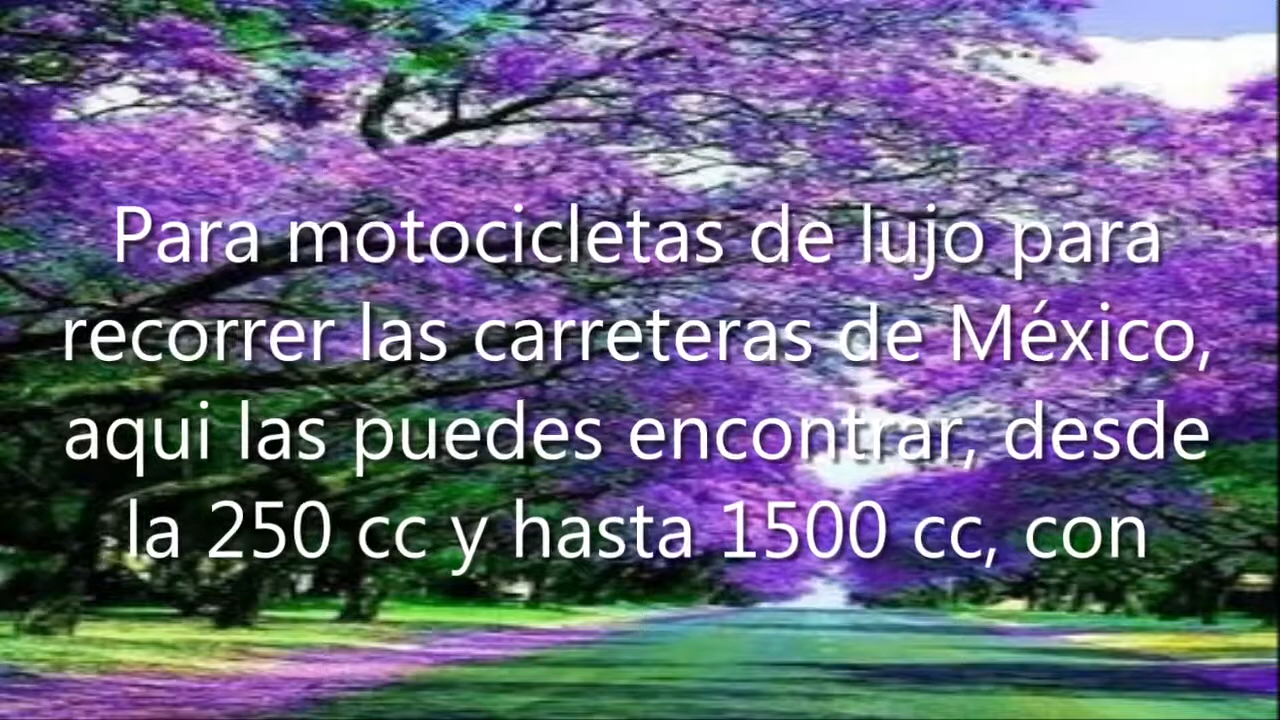 Para motocicletas de lujo para
recorrer las carreteras de México,
aqui las puedes encontrar, desde
la 250 cc y hasta 1500 cc, con